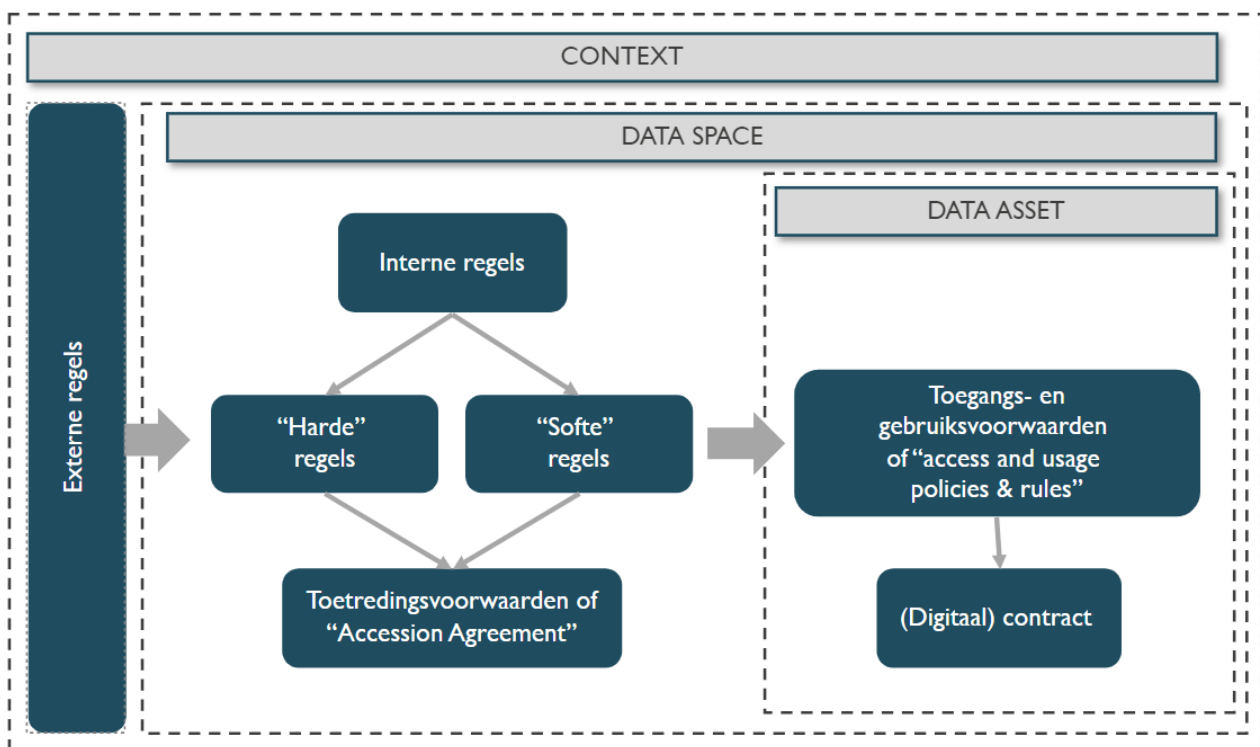 CONTEXT
DATA SPACE
DATA ASSET
Externe regels
Interne regels
“Harde”
regels
“Softe”
regels
Toetredingsvoorwaarden of
“Accession Agreement”
Toegangs- en
gebruiksvoorwaarden
of “access and usage
policies & rules”
(Digitaal) contract